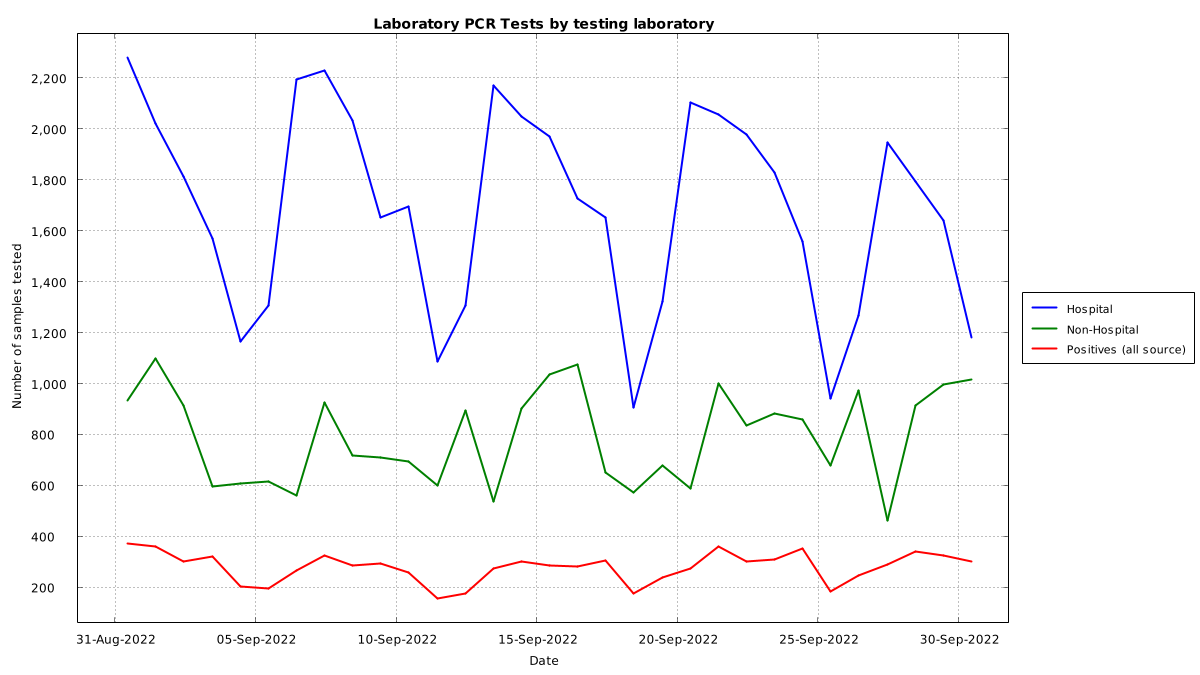 Laboratory PCR Tests by testing laboratory
Number of samples tested
2,200
2,000
1,800
1,600
1,400
1,200
1,000
800
600
400
200
31-Aug-2022 05-Sep-2022 10-Sep-2022 15-Sep-2022 20-Sep-2022 25-Sep-2022 30-Sep-2022
Date
Hospital
Non-Hospital
Positives (all source)